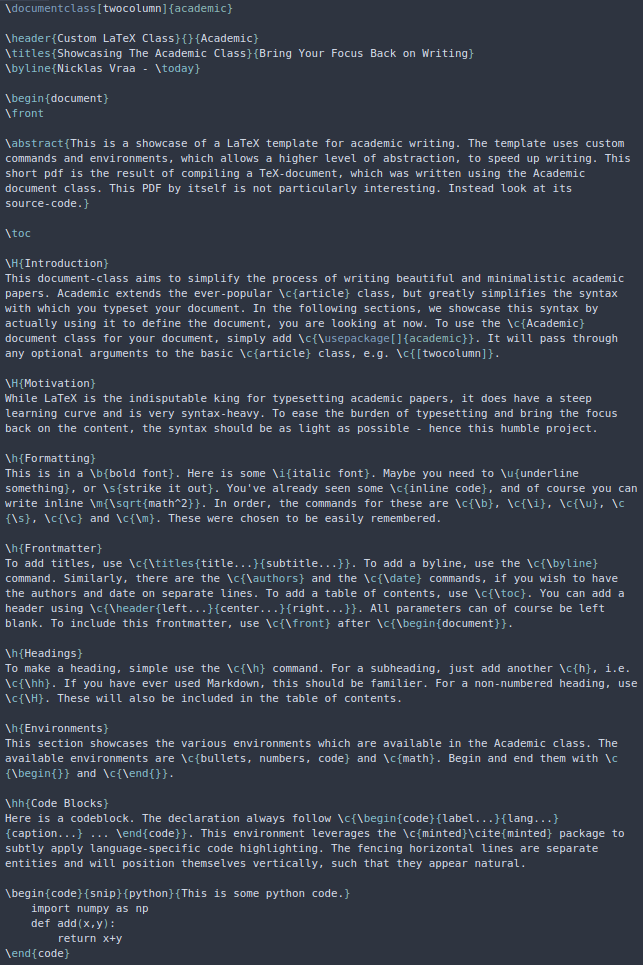 \documentclass[twocolumn]{academic}
\header{Custom LaTeX Class}{}{Academic}
\titles{Showcasing The Academic Class}{Bring Your Focus Back on Writing}
\byline{Nicklas Vraa - \today}
\begin{document}
\front
\abstract{This is a showcase of a LaTeX template for academic writing. The template uses custom
commands and environments, which allows a higher level of abstraction, to speed up writing. This
short pdf is the result of compiling a TeX-document, which was written using the Academic
document class. This PDF by itself is not particularly interesting. Instead look at its
source-code.}
\toc
\H{Introduction}
This document-class aims to simplify the process of writing beautiful and minimalistic academic
papers. Academic extends the ever-popular \c{article} class, but greatly simplifies the syntax
with which you typeset your document. In the following sections, we showcase this syntax by
actually using it to define the document, you are looking at now. To use the \c{Academic}
document class for your document, simply add \c{\usepackage[]{academic}}. It will pass through
any optional arguments to the basic \c{article} class, e.g. \c{[twocolumn]}.
\H{Motivation}
While LaTeX is the indisputable king for typesetting academic papers, it does have a steep
learning curve and is very syntax-heavy. To ease the burden of typesetting and bring the focus
back on the content, the syntax should be as light as possible - hence this humble project.
\h{Formatting}
This is in a \b{bold font}. Here is some \i{italic font}. Maybe you need to \u{underline
something}, or \s{strike it out}. You've already seen some \c{inline code}, and of course you can
write inline \m{\sqrt{math^2}}. In order, the commands for these are \c{\b}, \c{\i}, \c{\u}, \c
{\s}, \c{\c} and \c{\m}. These were chosen to be easily remembered.
\h{Frontmatter}
To add titles, use \c{\titles{title...}{subtitle...}}. To add a byline, use the \c{\byline}
command. Similarly, there are the \c{\authors} and the \c{\date} commands, if you wish to have
the authors and date on separate lines. To add a table of contents, use \c{\toc}. You can add a
header using \c{\header{left...}{center...}{right...}}. All parameters can of course be left
blank. To include this frontmatter, use \c{\front} after \c{\begin{document}}.
\h{Headings}
To make a heading, simple use the \c{\h} command. For a subheading, just add another \c{h}, i.e.
\c{\hh}. If you have ever used Markdown, this should be familier. For a non-numbered heading, use
\c{\H}. These will also be included in the table of contents.
\h{Environments}
This section showcases the various environments which are available in the Academic class. The
available environments are \c{bullets, numbers, code} and \c{math}. Begin and end them with \c
{\begin{}} and \c{\end{}}.
\hh{Code Blocks}
Here is a codeblock. The declaration always follow \c{\begin{code}{label...}{lang...}
{caption...} ... \end{code}}. This environment leverages the \c{minted}\cite{minted} package to
subtly apply language-specific code highlighting. The fencing horizontal lines are separate
entities and will position themselves vertically, such that they appear natural.
\begin{code}{snip}{python}{This is some python code.}
    import numpy as np
    def add(x,y):
        return x+y
\end{code}